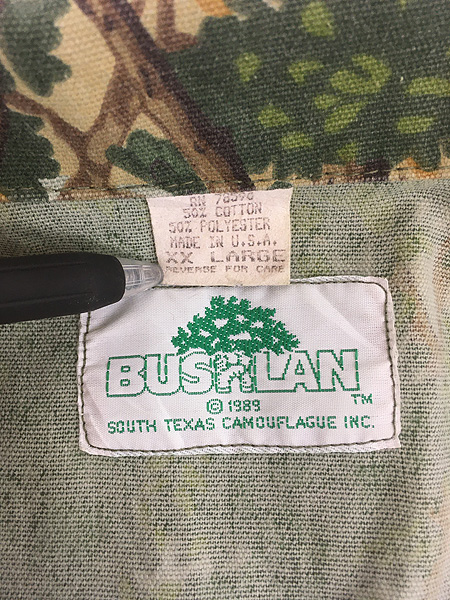 RN 78596
50% COTTON
50% POLYESTER
MADE IN U.S.A.
XX LARGE
REVERSE FOR CARE
BUSHLAN
TM
© 1989
SOUTH TEXAS CAMOUFLAGUE INC.